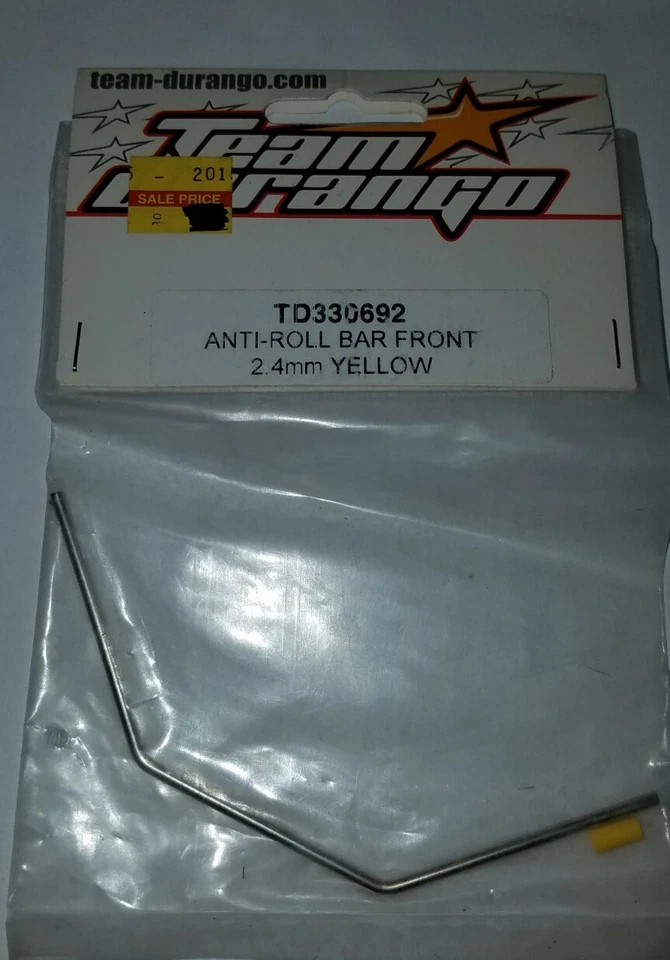 team-durango.com
Team
durango
- 201
SALE PRICE
TD330692
ANTI-ROLL BAR FRONT
2.4mm YELLOW